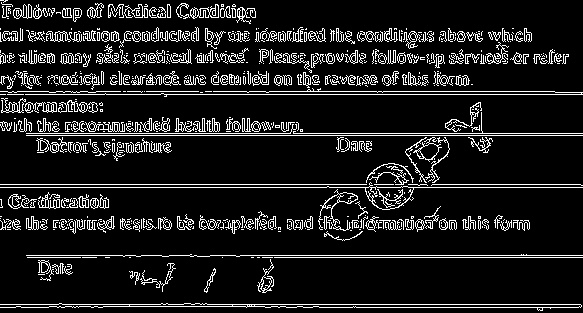 Follow-up of Medical Condition
ical examination conducted by me identified the conditions above which
he alien may seek medical advice. Please provide follow-up services or refer
ry for medical clearance are detailed on the reverse of this form.
Information:
with the recommended health follow-up.
Doctor's signature Date
Certification
ize the required tests to be completed, and the information on this form
Date